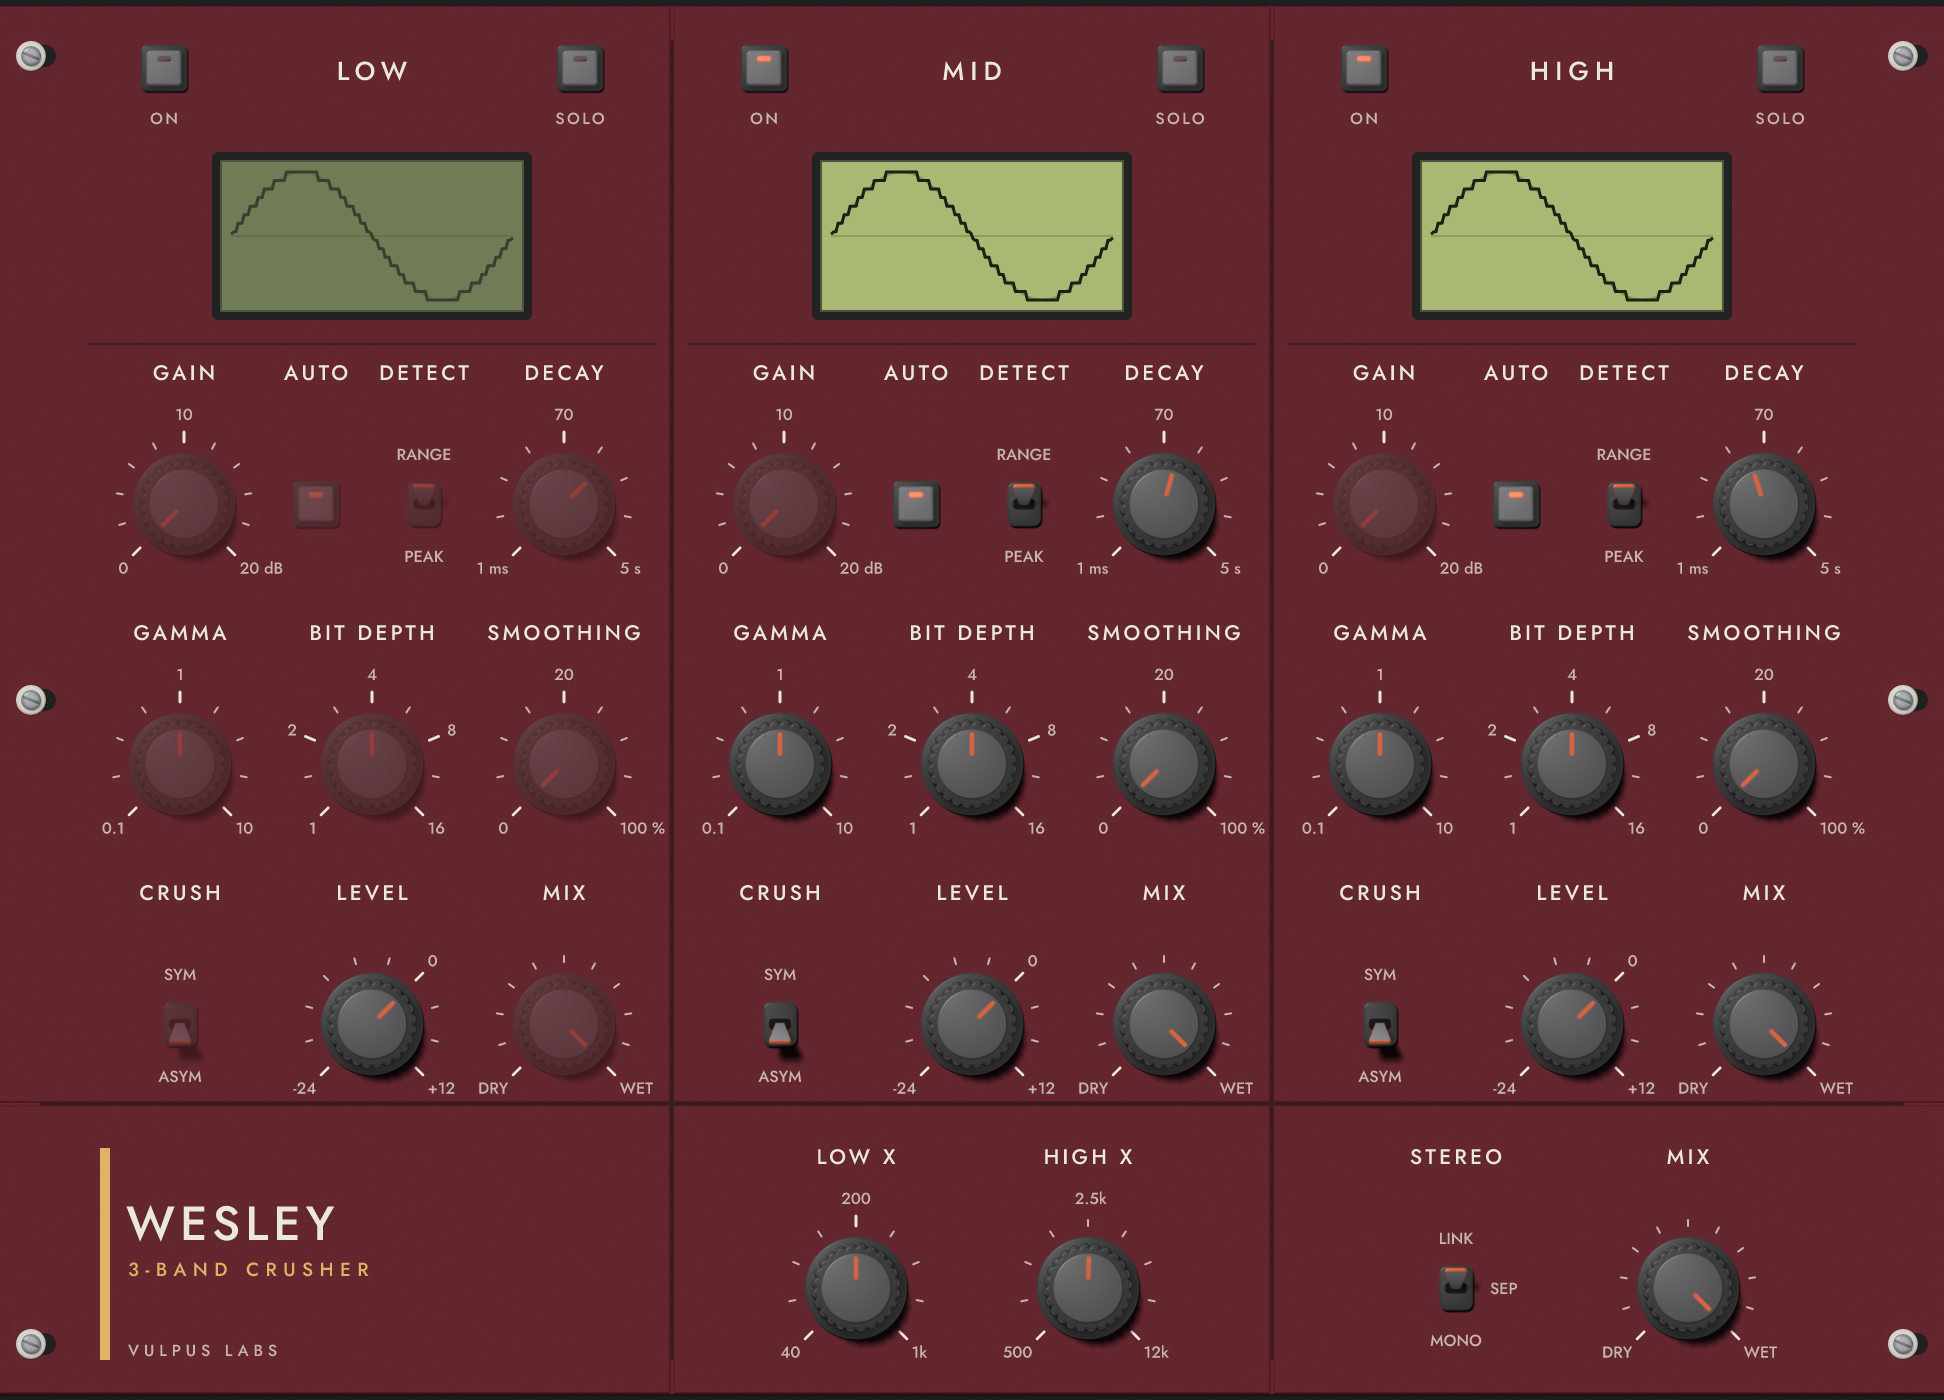 LOW
ON
SOLO
MID
ON
SOLO
HIGH
ON
SOLO
GAIN AUTO DETECT DECAY
10
70
RANGE
PEAK
0
20 dB
1 ms
5 s
GAMMA BIT DEPTH SMOOTHING
1
4
20
2
8
0.1
10
1
16
0
100 %
CRUSH LEVEL MIX
0
SYM
ASYM
-24
+12
DRY
WET
GAIN AUTO DETECT DECAY
10
70
RANGE
PEAK
0
20 dB
1 ms
5 s
GAMMA BIT DEPTH SMOOTHING
1
4
20
2
8
0.1
10
1
16
0
100 %
CRUSH LEVEL MIX
0
SYM
ASYM
-24
+12
DRY
WET
GAIN AUTO DETECT DECAY
10
70
RANGE
PEAK
0
20 dB
1 ms
5 s
GAMMA BIT DEPTH SMOOTHING
1
4
20
2
8
0.1
10
1
16
0
100 %
CRUSH LEVEL MIX
0
SYM
ASYM
-24
+12
DRY
WET
WESLEY
3-BAND CRUSHER
VULPUS LABS
LOW X
200
40
1k
HIGH X
2.5k
500
12k
STEREO
LINK
SEP
MONO
MIX
DRY
WET